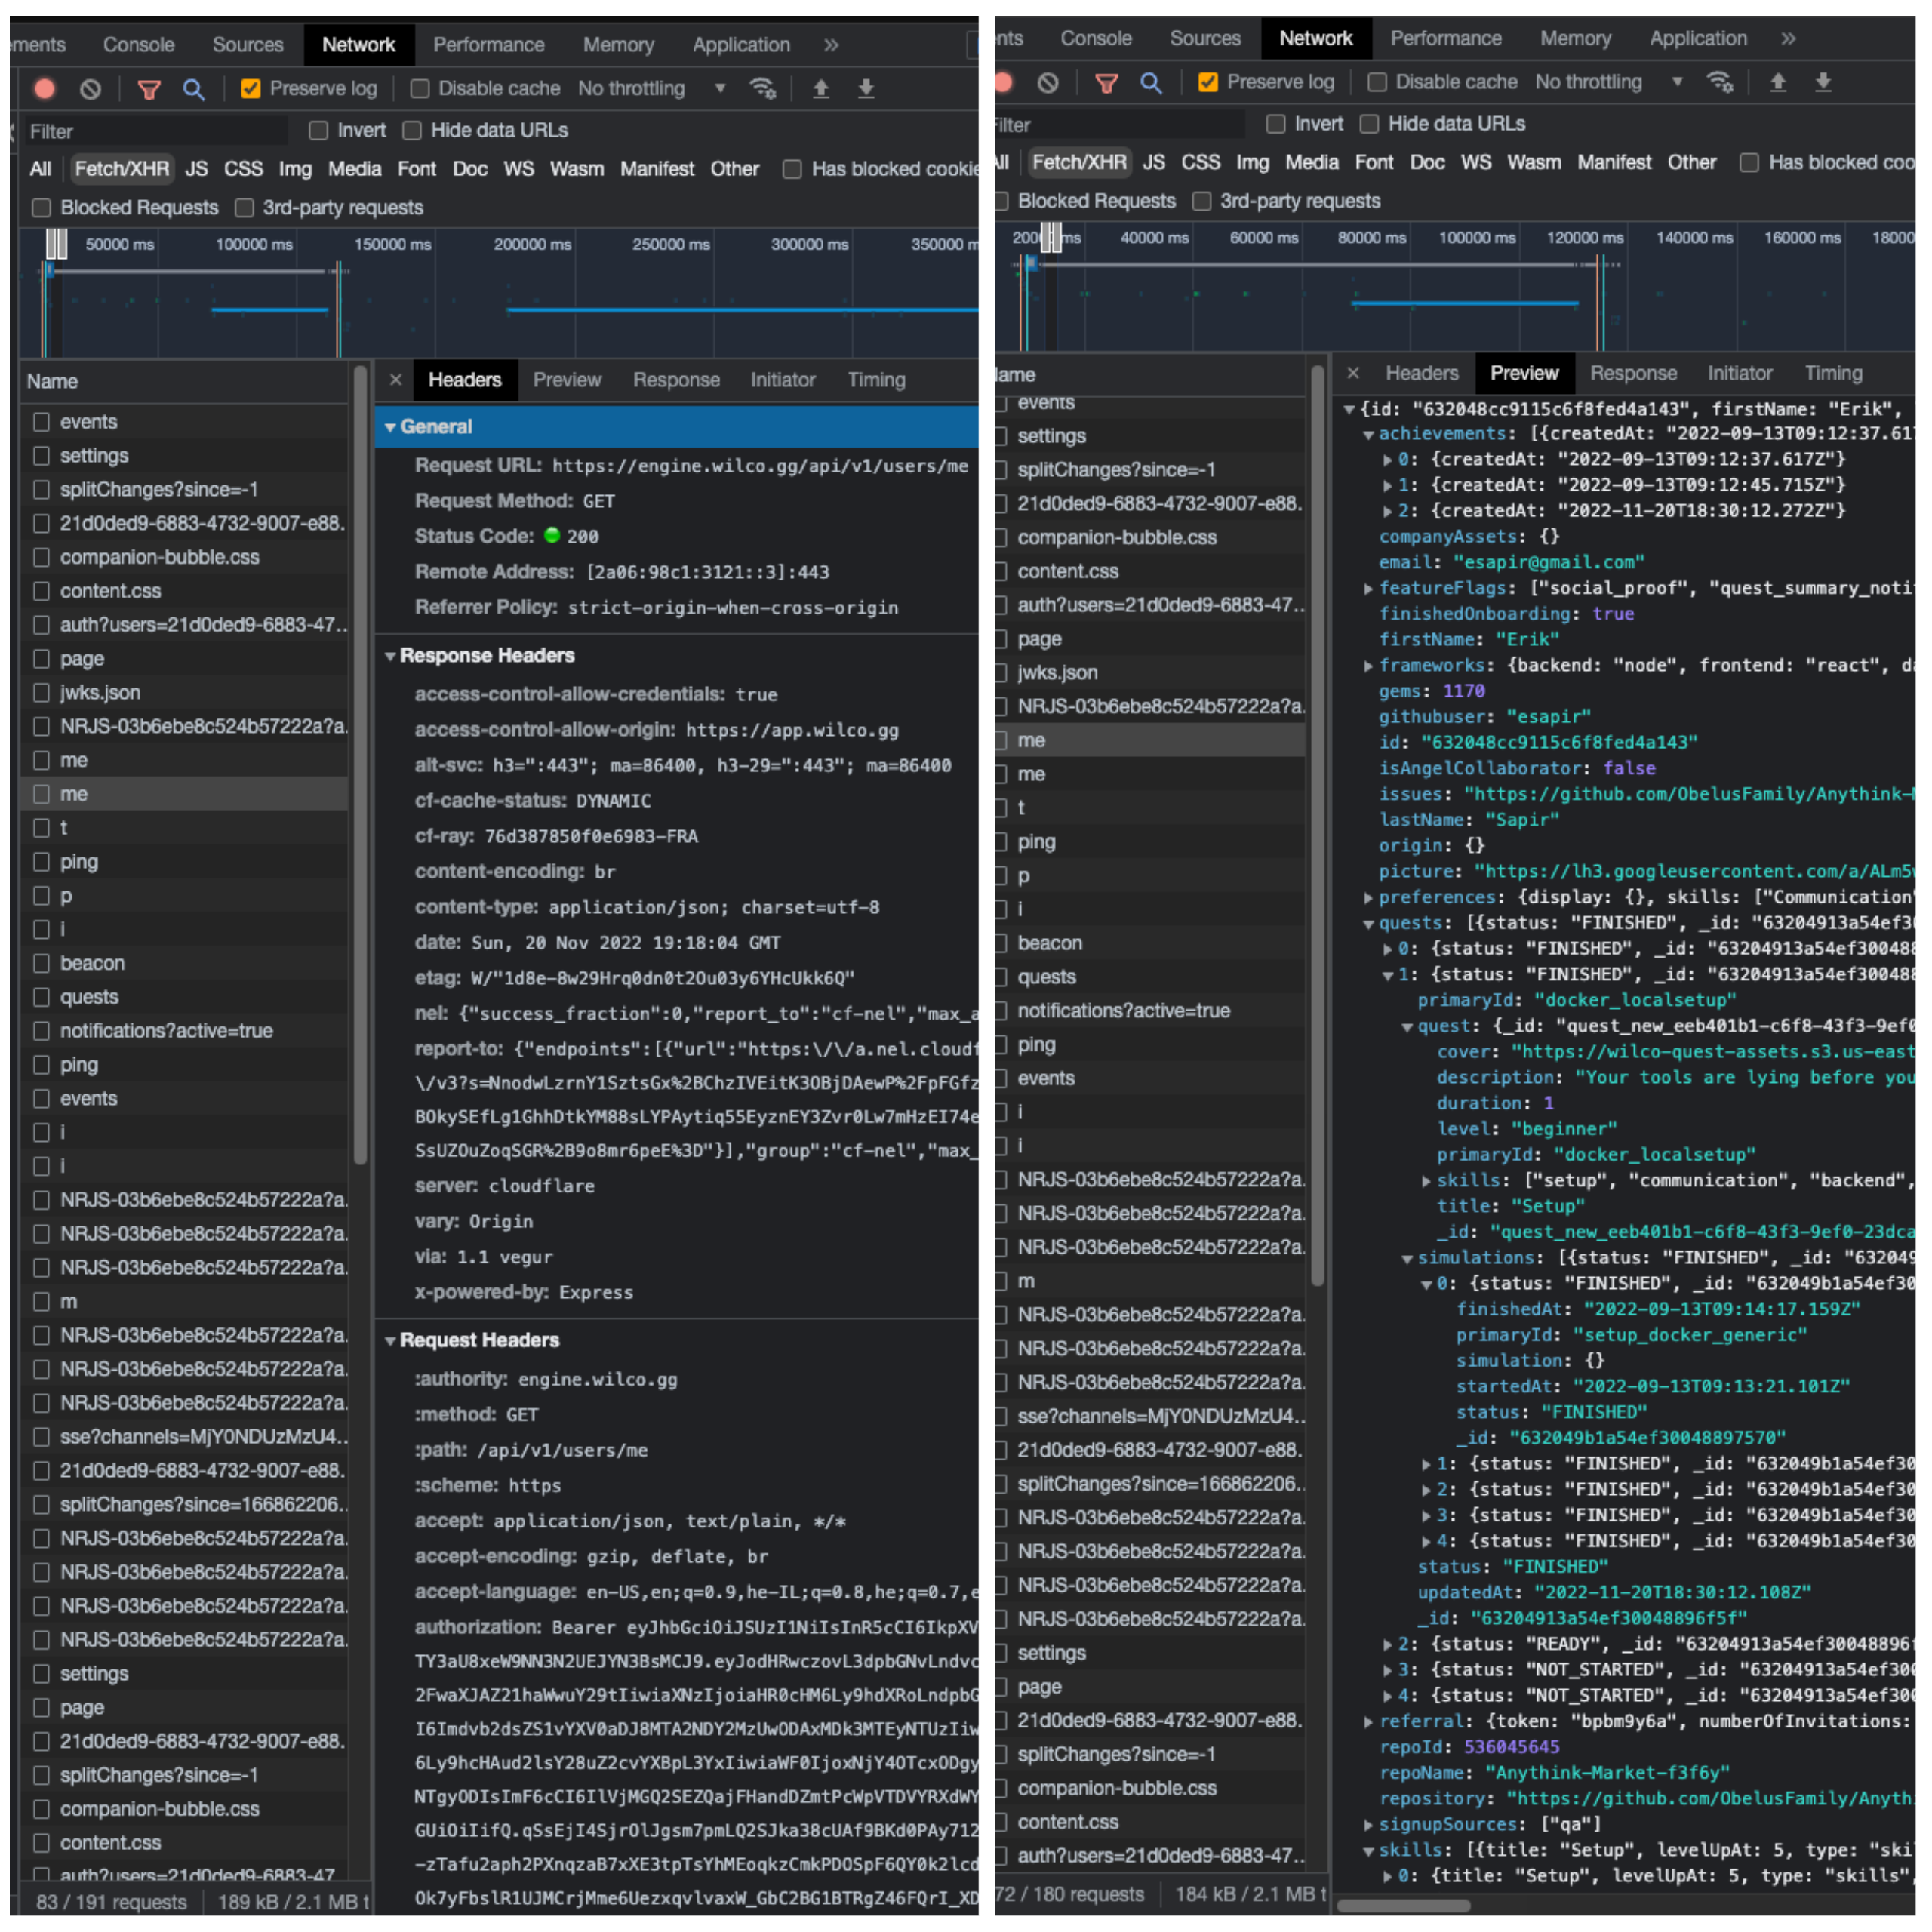 ements Console Sources Network Performance Memory Application »
Preserve log Disable cache No throttling
Filter Invert Hide data URLs
All Fetch/XHR JS CSS Img Media Font Doc WS Wasm Manifest Other Has blocked cookie
Blocked Requests 3rd-party requests
50000 ms 100000 ms 150000 ms 200000 ms 250000 ms 300000 ms 350000 m
Name
events
settings
splitChanges?since=-1
21d0ded9-6883-4732-9007-e88.
companion-bubble.css
content.css
auth?users=21d0ded9-6883-47..
page
jwks.json
NRJS-03b6ebe8c524b57222a?a.
me
me
t
ping
p
i
beacon
quests
notifications?active=true
ping
events
i
i
NRJS-03b6ebe8c524b57222a?a.
NRJS-03b6ebe8c524b57222a?a.
NRJS-03b6ebe8c524b57222a?a.
m
NRJS-03b6ebe8c524b57222a?a.
NRJS-03b6ebe8c524b57222a?a.
NRJS-03b6ebe8c524b57222a?a.
sse?channels=MjY0NDUzMzU4..
21d0ded9-6883-4732-9007-e88.
splitChanges?since=166862206..
NRJS-03b6ebe8c524b57222a?a.
NRJS-03b6ebe8c524b57222a?a.
NRJS-03b6ebe8c524b57222a?a.
NRJS-03b6ebe8c524b57222a?a.
settings
page
21d0ded9-6883-4732-9007-e88.
splitChanges?since=-1
companion-bubble.css
content.css
auth?users=21d0ded9-6883-47
83 / 191 requests 189 kB / 2.1 MB t
× Headers Preview Response Initiator Timing
General
Request URL: https://engine.wilco.gg/api/v1/users/me
Request Method: GET
Status Code: 200
Remote Address: [2a06:98c1:3121::3]:443
Referrer Policy: strict-origin-when-cross-origin
Response Headers
access-control-allow-credentials: true
access-control-allow-origin: https://app.wilco.gg
alt-svc: h3=":443"; ma=86400, h3-29=":443"; ma=86400
cf-cache-status: DYNAMIC
cf-ray: 76d387850f0e6983-FRA
content-encoding: br
content-type: application/json; charset=utf-8
date: Sun, 20 Nov 2022 19:18:04 GMT
etag: W/"1d8e-8w29Hrq0dn0t2Ou03y6YHcUkk6Q"
nel: {"success_fraction":0,"report_to":"cf-nel","max_a
report-to: {"endpoints":[{"url":"https:\/\/a.nel.cloudf
\/v3?s=NnodwLzrnY1SztsGx%2BChzIVEitK3OBjDAewP%2FpFGfz
BOkySEfLg1GhhDtkYM88sLYPAytiq55EyznEY3Zvr0Lw7mHzEI74e
SsUZOuZoqSGR%2B9o8mr6peE%3D"}],"group":"cf-nel","max_
server: cloudflare
vary: Origin
via: 1.1 vegur
x-powered-by: Express
Request Headers
:authority: engine.wilco.gg
:method: GET
:path: /api/v1/users/me
:scheme: https
accept: application/json, text/plain, */*
accept-encoding: gzip, deflate, br
accept-language: en-US,en;q=0.9,he-IL;q=0.8,he;q=0.7,e
authorization: Bearer eyJhbGciOiJSUzI1NiIsInR5cCI6IkpXV
TY3aU8xeW9NN3N2UEJYN3BsMCJ9.eyJodHRwczovL3dpbGNvLndvc
2FwaXJAZ21haWwuY29tIiwiaXNzIjoiaHR0cHM6Ly9hdXRoLndpbG
I6Imdvb2dsZS1vYXV0aDJ8MTA2NDY2MzUwODAxMDk3MTEyNTUzIiw
6Ly9hcHAud2lsY28uZ2cvYXBpL3YxIiwiaWF0IjoxNjY4OTcxODgy
NTgyODIsImF6cCI6IlVjMGQ2SEZQajFHandDZmtPcWpVTDVYRXdWY
GUiOiIifQ.qSsEjI4SjrOlJgsm7pmLQ2SJka38cUAf9BKd0PAy712
-zTafu2aph2PXnqzaB7xXE3tpTsYhMEoqkzCmkPDOSpF6QY0k2lcd
Ok7yFbslR1UJMCrjMme6UezxqvlvaxW_GbC2BG1BTRgZ46FQrI_XD
nts Console Sources Network Performance Memory Application »
Preserve log Disable cache No throttling
Filter Invert Hide data URLs
All Fetch/XHR JS CSS Img Media Font Doc WS Wasm Manifest Other Has blocked coo
Blocked Requests 3rd-party requests
200 ms 40000 ms 60000 ms 80000 ms 100000 ms 120000 ms 140000 ms 160000 ms 18000
Name
events
settings
splitChanges?since=-1
21d0ded9-6883-4732-9007-e88.
companion-bubble.css
content.css
auth?users=21d0ded9-6883-47..
page
jwks.json
NRJS-03b6ebe8c524b57222a?a.
me
me
t
ping
p
i
beacon
quests
notifications?active=true
ping
events
i
i
NRJS-03b6ebe8c524b57222a?a.
NRJS-03b6ebe8c524b57222a?a.
NRJS-03b6ebe8c524b57222a?a.
m
NRJS-03b6ebe8c524b57222a?a.
NRJS-03b6ebe8c524b57222a?a.
NRJS-03b6ebe8c524b57222a?a.
sse?channels=MjY0NDUzMzU4..
21d0ded9-6883-4732-9007-e88.
splitChanges?since=166862206..
NRJS-03b6ebe8c524b57222a?a.
NRJS-03b6ebe8c524b57222a?a.
NRJS-03b6ebe8c524b57222a?a.
NRJS-03b6ebe8c524b57222a?a.
settings
page
21d0ded9-6883-4732-9007-e88.
splitChanges?since=-1
companion-bubble.css
content.css
auth?users=21d0ded9-6883-47..
72 / 180 requests 184 kB / 2.1 MB t
× Headers Preview Response Initiator Timing
{id: "632048cc9115c6f8fed4a143", firstName: "Erik",
achievements: [{createdAt: "2022-09-13T09:12:37.617
0: {createdAt: "2022-09-13T09:12:37.617Z"}
1: {createdAt: "2022-09-13T09:12:45.715Z"}
2: {createdAt: "2022-11-20T18:30:12.272Z"}
companyAssets: {}
email: "esapir@gmail.com"
featureFlags: ["social_proof", "quest_summary_noti
finishedOnboarding: true
firstName: "Erik"
frameworks: {backend: "node", frontend: "react", da
gems: 1170
githubuser: "esapir"
id: "632048cc9115c6f8fed4a143"
isAngelCollaborator: false
issues: "https://github.com/ObelusFamily/Anythink-M
lastName: "Sapir"
origin: {}
picture: "https://lh3.googleusercontent.com/a/ALm5w
preferences: {display: {}, skills: ["Communication"
quests: [{status: "FINISHED", _id: "63204913a54ef30
0: {status: "FINISHED", _id: "63204913a54ef300488
1: {status: "FINISHED", _id: "63204913a54ef300488
primaryId: "docker_localsetup"
quest: {_id: "quest_new_eeb401b1-c6f8-43f3-9ef0
cover: "https://wilco-quest-assets.s3.us-east
description: "Your tools are lying before you
duration: 1
level: "beginner"
primaryId: "docker_localsetup"
skills: ["setup", "communication", "backend",
title: "Setup"
_id: "quest_new_eeb401b1-c6f8-43f3-9ef0-23dca
simulations: [{status: "FINISHED", _id: "632049
0: {status: "FINISHED", _id: "632049b1a54ef30
finishedAt: "2022-09-13T09:14:17.159Z"
primaryId: "setup_docker_generic"
simulation: {}
startedAt: "2022-09-13T09:13:21.101Z"
status: "FINISHED"
_id: "632049b1a54ef30048897570"
1: {status: "FINISHED", _id: "632049b1a54ef30
2: {status: "FINISHED", _id: "632049b1a54ef30
3: {status: "FINISHED", _id: "632049b1a54ef30
4: {status: "FINISHED", _id: "632049b1a54ef30
status: "FINISHED"
updatedAt: "2022-11-20T18:30:12.108Z"
_id: "63204913a54ef30048896f5f"
2: {status: "READY", _id: "63204913a54ef30048896f
3: {status: "NOT_STARTED", _id: "63204913a54ef300
4: {status: "NOT_STARTED", _id: "63204913a54ef300
referral: {token: "bpbm9y6a", numberOfInvitations:
repoId: 536045645
repoName: "Anythink-Market-f3f6y"
repository: "https://github.com/ObelusFamily/Anythi
signupSources: ["qa"]
skills: [{title: "Setup", levelUpAt: 5, type: "ski
0: {title: "Setup", levelUpAt: 5, type: "skills",